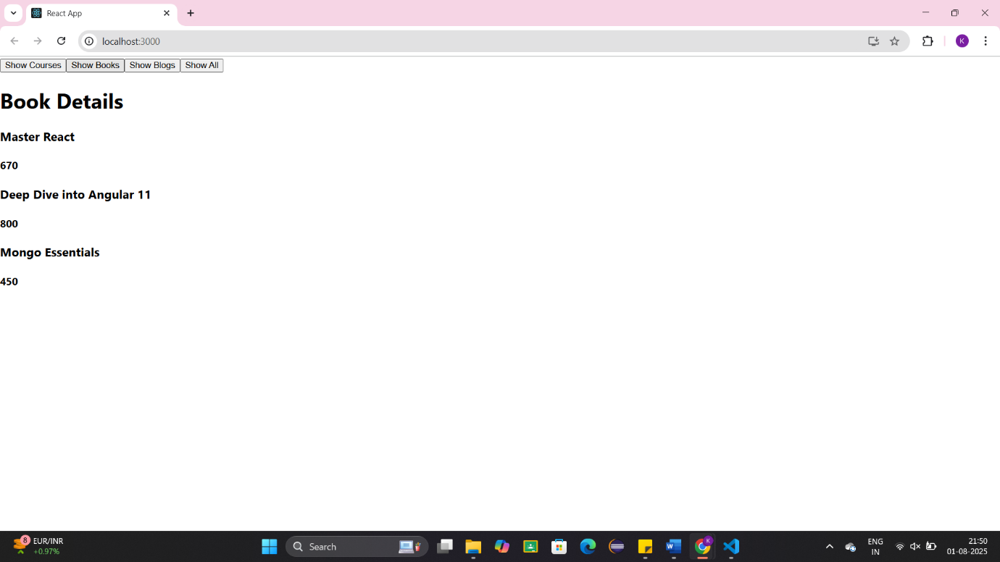 React App
localhost:3000
K
Show Courses Show Books Show Blogs Show All
Book Details
Master React
670
Deep Dive into Angular 11
800
Mongo Essentials
450
8 EUR/INR
+0.97%
Search
W
K
ENG
IN
21:50
01-08-2025